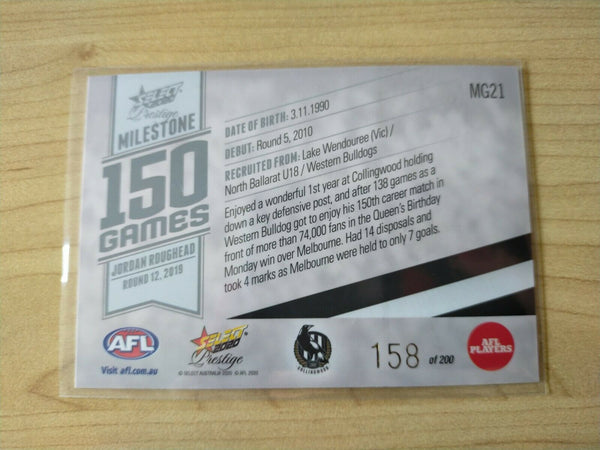 SELECT
Prestige
MILESTONE
150
GAMES
JORDAN ROUGHEAD
ROUND 12, 2019
MG21
DATE OF BIRTH: 3.11.1990
DEBUT: Round 5, 2010
RECRUITED FROM: Lake Wendouree (Vic) /
North Ballarat U18 / Western Bulldogs
Enjoyed a wonderful 1st year at Collingwood holding
down a key defensive post, and after 138 games as a
Western Bulldog got to enjoy his 150th career match in
front of more than 74,000 fans in the Queen's Birthday
Monday win over Melbourne. Had 14 disposals and
took 4 marks as Melbourne were held to only 7 goals.
AFL
Visit afl.com.au
SELECT
Prestige
© SELECT AUSTRALIA 2020 © AFL 2020
COLLINGWOOD
158 of 200
AFL
PLAYERS